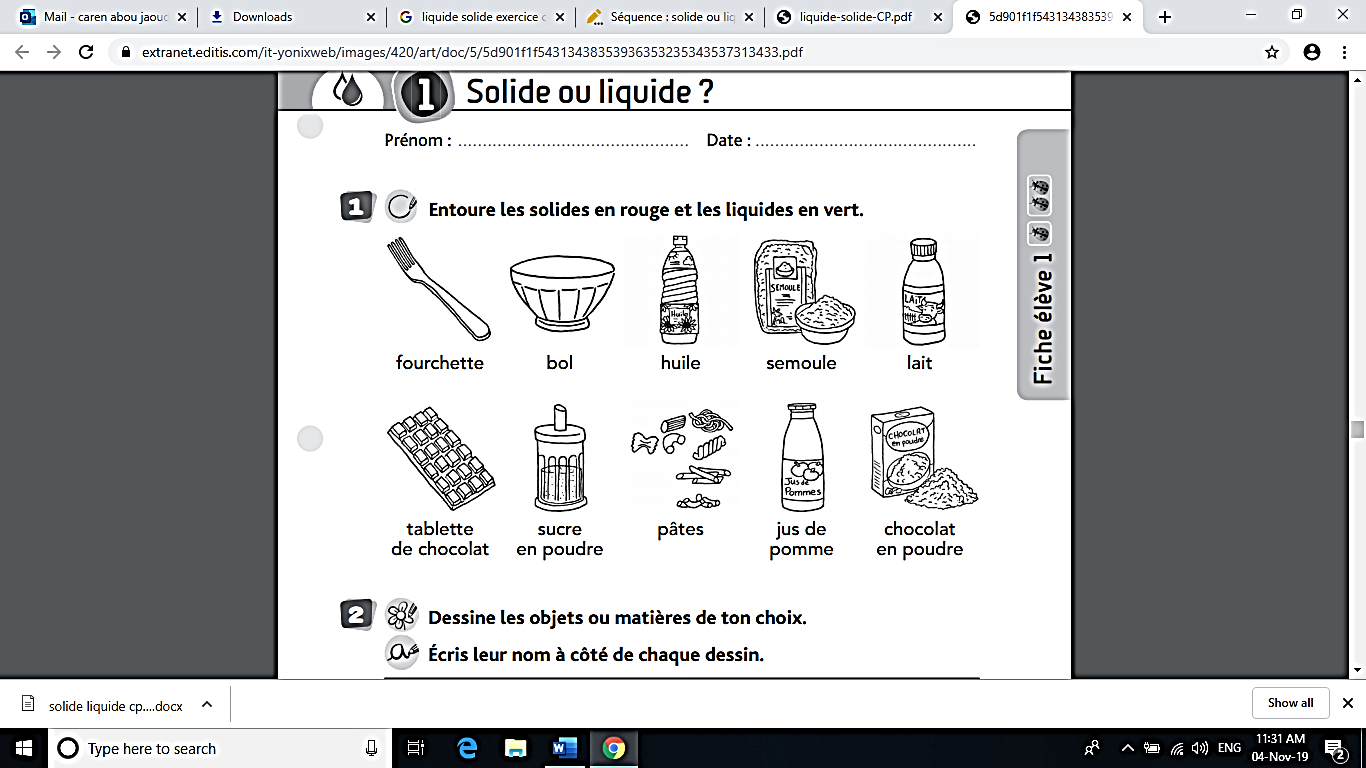 Mail - caren abou jaoud
Downloads
liquide solide exercice c
Séquence : solide ou liq
liquide-solide-CP.pdf
5d901f1f543134383539
extranet.editis.com/it-yonixweb/images/420/art/doc/5/5d901f1f54313438353936353235343537313433.pdf
1 Solide ou liquide ?
Prénom : ............................................... Date : .............................................
Fiche élève 1
1 Entoure les solides en rouge et les liquides en vert.
Huile
SEMOULE
LAIT
fourchette bol huile semoule lait
CHOCOLAT en poudre
Jus de Pommes
tablette de chocolat
sucre en poudre
pâtes
jus de pomme
chocolat en poudre
2 Dessine les objets ou matières de ton choix.
Écris leur nom à côté de chaque dessin.
solide liquide cp....docx
Show all
Type here to search
ENG
11:31 AM
04-Nov-19
2